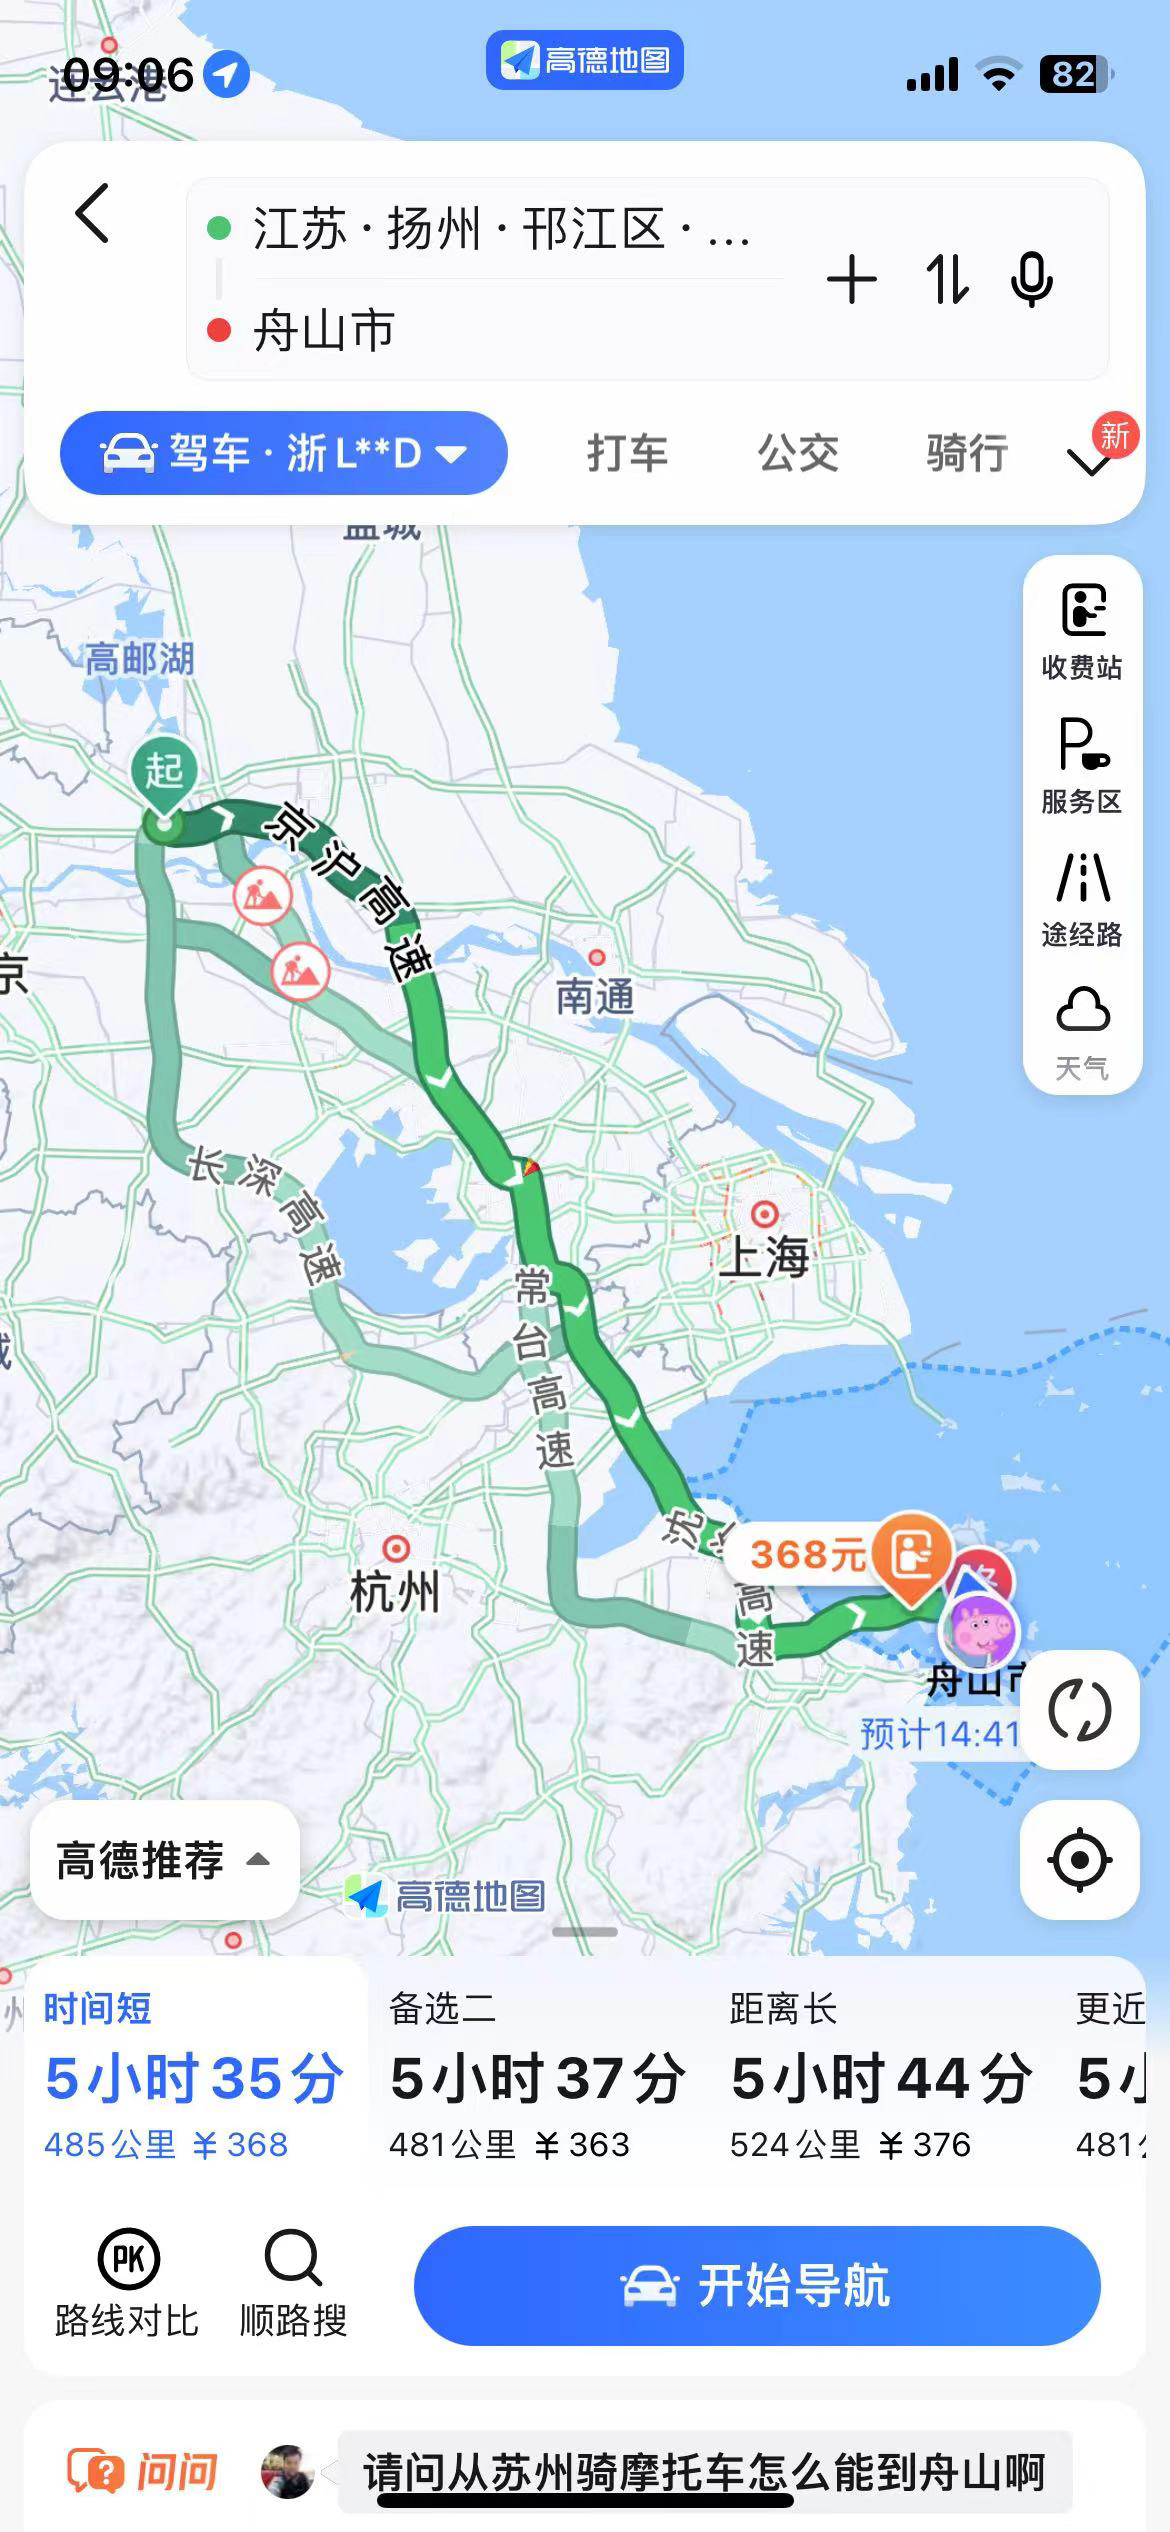 09:06
高德地图
82
江苏·扬州·邗江区·...
舟山市
驾车·浙L**D
打车
公交
骑行
新
盐城
收费站
高邮湖
服务区
起
京沪高速
途经路
京
南通
天气
长深高速
上海
常台高速
沈
高速
368元
杭州
舟山市
预计14:41
高德推荐
高德地图
时间短
备选二
距离长
更近
5小时35分
5小时37分
5小时44分
485公里 ¥368
481公里 ¥363
524公里 ¥376
481
PK
路线对比
顺路搜
开始导航
问问
请问从苏州骑摩托车怎么能到舟山啊